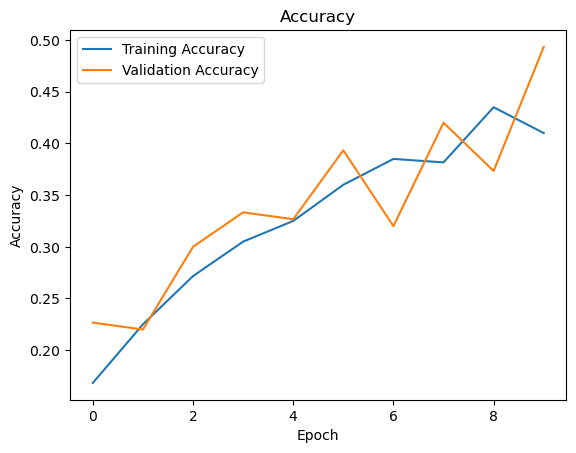 Accuracy
Training Accuracy
Validation Accuracy
0.50
0.45
0.40
0.35
0.30
0.25
0.20
Accuracy
0 2 4 6 8
Epoch